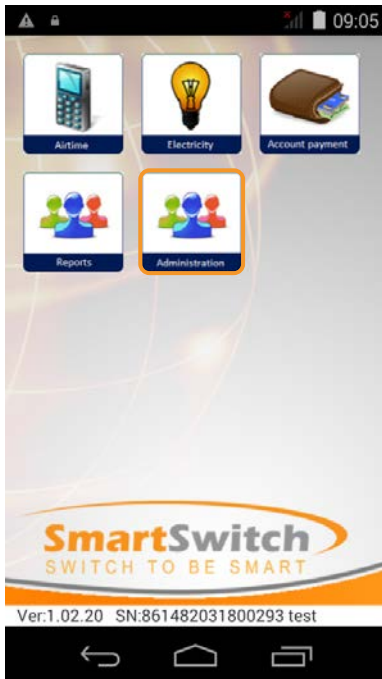 09:05
Airtime Electricity Account payment
Reports Administration
SmartSwitch
SWITCH TO BE SMART
Ver:1.02.20 SN:861482031800293 test